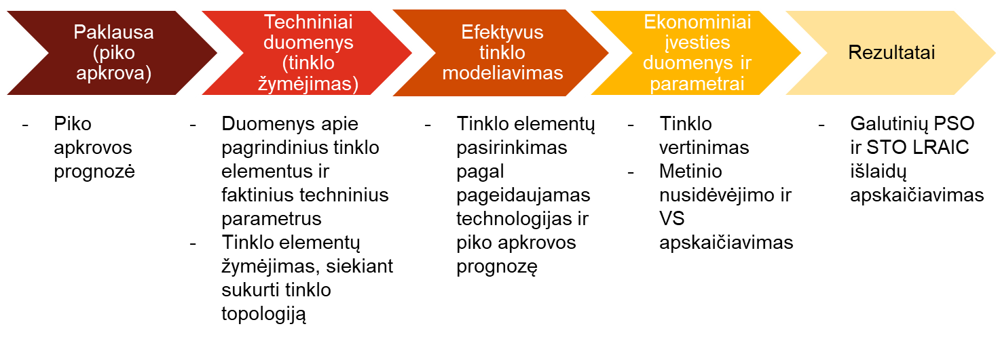 Paklausa
(piko
apkrova)
Techniniai
duomenys
(tinklo
žymėjimas)
Efektyvus
tinklo
modeliavimas
Ekonominiai
įvesties
duomenys ir
parametrai
Rezultatai
- Piko
apkrovos
prognozė
- Duomenys apie
pagrindinius tinklo
elementus ir
faktinius techninius
parametrus
- Tinklo elementų
žymėjimas, siekiant
sukurti tinklo
topologiją
- Tinklo elementų
pasirinkimas
pagal
pageidaujamas
technologijas ir
piko apkrovos
prognozę
- Tinklo
vertinimas
- Metinio
nusidėvėjimo ir
VS
apskaičiavimas
- Galutinių PSO
ir STO LRAIC
išlaidų
apskaičiavimas